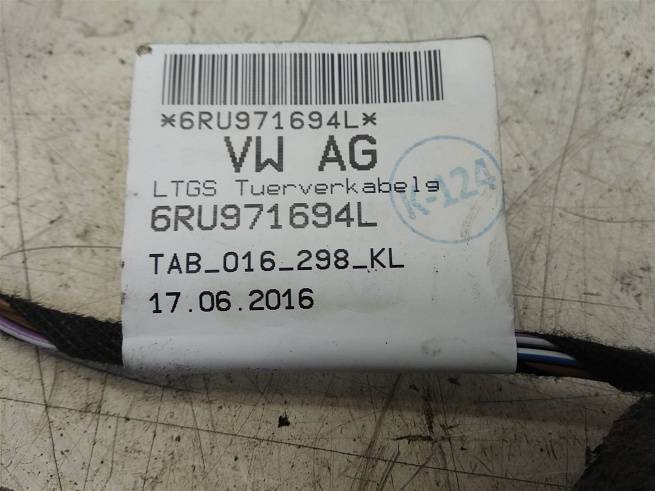 *6RU971694L*
VW AG
LTGS Tuerverkabelg
6RU971694L
K-124
TAB_016_298_KL
17.06.2016